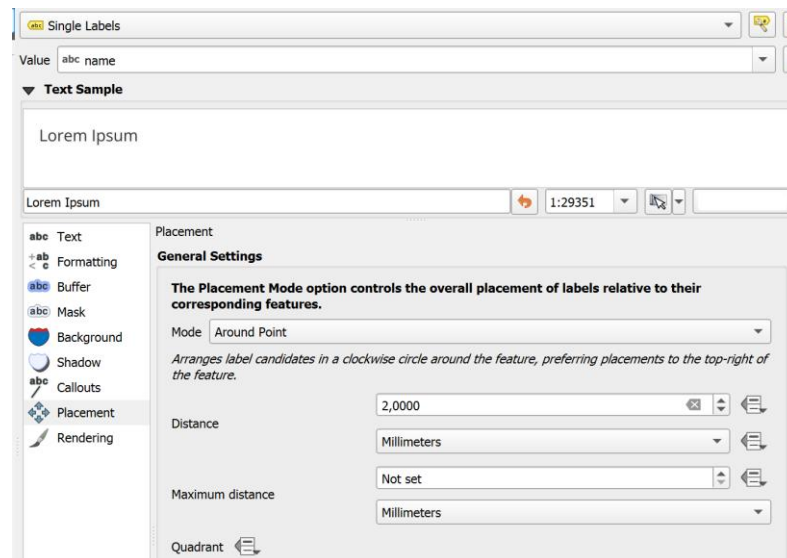 abc Single Labels
Value abc name
Text Sample
Lorem Ipsum
Lorem Ipsum 1:29351
Placement
abc Text
General Settings
+ab
< c Formatting
abc Buffer
The Placement Mode option controls the overall placement of labels relative to their
corresponding features.
abc Mask
Mode Around Point
Background
Arranges label candidates in a clockwise circle around the feature, preferring placements to the top-right of
the feature.
Shadow
abc Callouts
Placement
Rendering
Distance
2,0000
Millimeters
Maximum distance
Not set
Millimeters
Quadrant